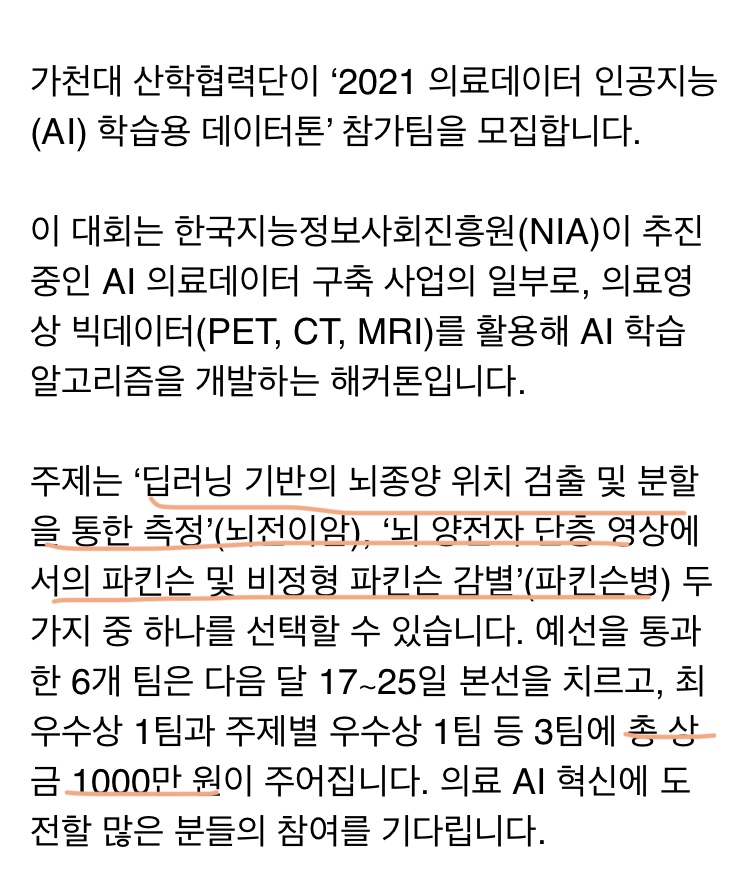 가천대 산학협력단이 ‘2021 의료데이터 인공지능
(AI) 학습용 데이터톤’ 참가팀을 모집합니다.
이 대회는 한국지능정보사회진흥원(NIA)이 추진
중인 AI 의료데이터 구축 사업의 일부로, 의료영
상 빅데이터(PET, CT, MRI)를 활용해 AI 학습
알고리즘을 개발하는 해커톤입니다.
주제는 ‘딥러닝 기반의 뇌종양 위치 검출 및 분할
을 통한 측정’(뇌전이암), ‘뇌 양전자 단층 영상에
서의 파킨슨 및 비정형 파킨슨 감별’(파킨슨병) 두
가지 중 하나를 선택할 수 있습니다. 예선을 통과
한 6개 팀은 다음 달 17~25일 본선을 치르고, 최
우수상 1팀과 주제별 우수상 1팀 등 3팀에 총 상
금 1000만 원이 주어집니다. 의료 AI 혁신에 도
전할 많은 분들의 참여를 기다립니다.